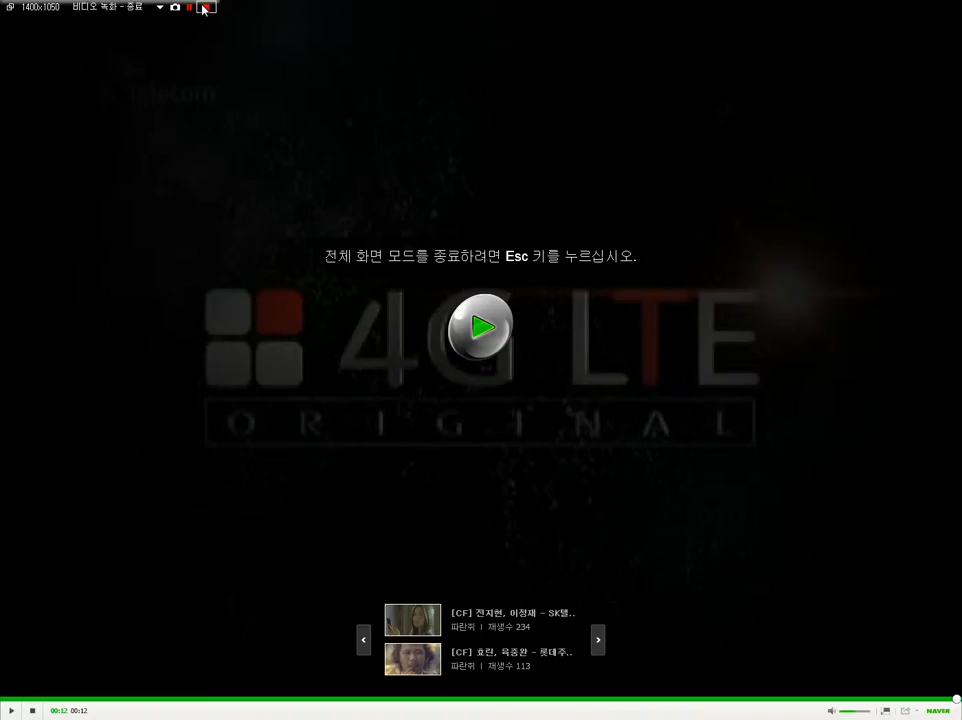 1400x1050 비디오 녹화 - 종료
telecom
전체 화면 모드를 종료하려면 Esc 키를 누르십시오.
4G LTE
ORIGINAL
[CF] 전지현, 이정재 - SK텔..
파란쥐 | 재생수 234
[CF] 효린, 육중완 - 롯데주..
파란쥐 | 재생수 113
00:12 00:12
NAVER